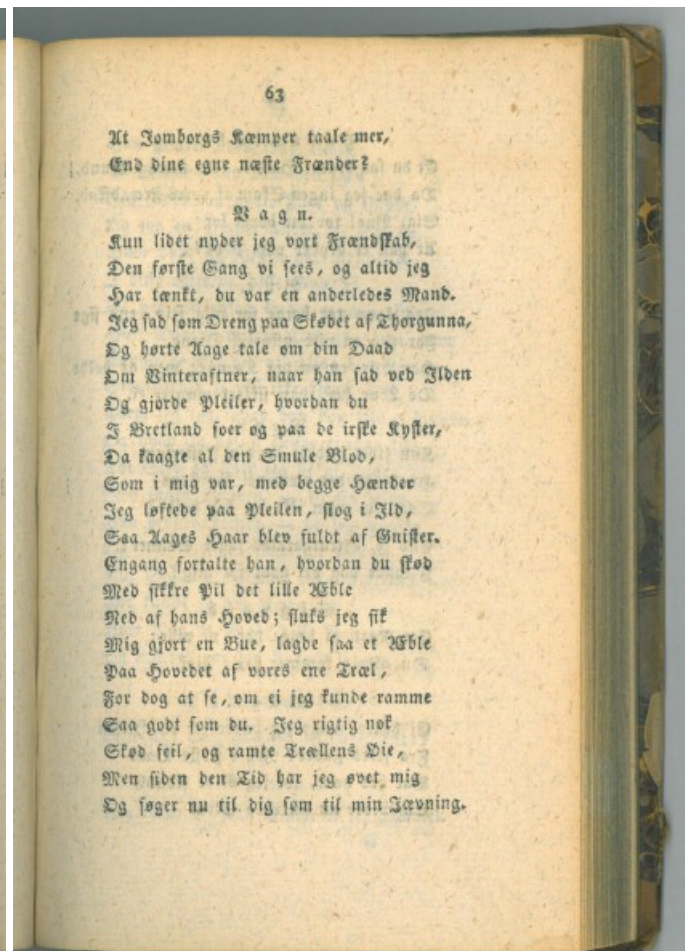 63
At Jomborgs Kæmper taale mer,
End dine egne næste Frænder?
Vagn.
Kun lidet nyder jeg vort Frændskab,
Den første Gang vi sees, og altid jeg
Har tænkt, du var en anderledes Mand.
Jeg sad som Dreng paa Skødet af Thorgunna,
Og hørte Aage tale om din Daad
Om Vinteraftner, naar han sad ved Ilden
Og gjorde Pleiler, hvordan du
I Bretland foer og paa de irske Kyster,
Da kaagte al den Smule Blod,
Som i mig var, med begge Hænder
Jeg løftede paa Pleilen, slog i Ild,
Saa Aages Haar blev fuldt af Gnister.
Engang fortalte han, hvordan du skød
Med sikkre Pil det lille Æble
Ned af hans Hoved; sluks jeg fik
Mig gjort en Bue, lagde saa et Æble
Paa Hovedet af vores ene Træl,
For dog at se, om ei jeg kunde ramme
Saa godt som du. Jeg rigtig nok
Skød feil, og ramte Trællens Øie,
Men siden den Tid har jeg øvet mig
Og søger nu til dig som til min Jævning.